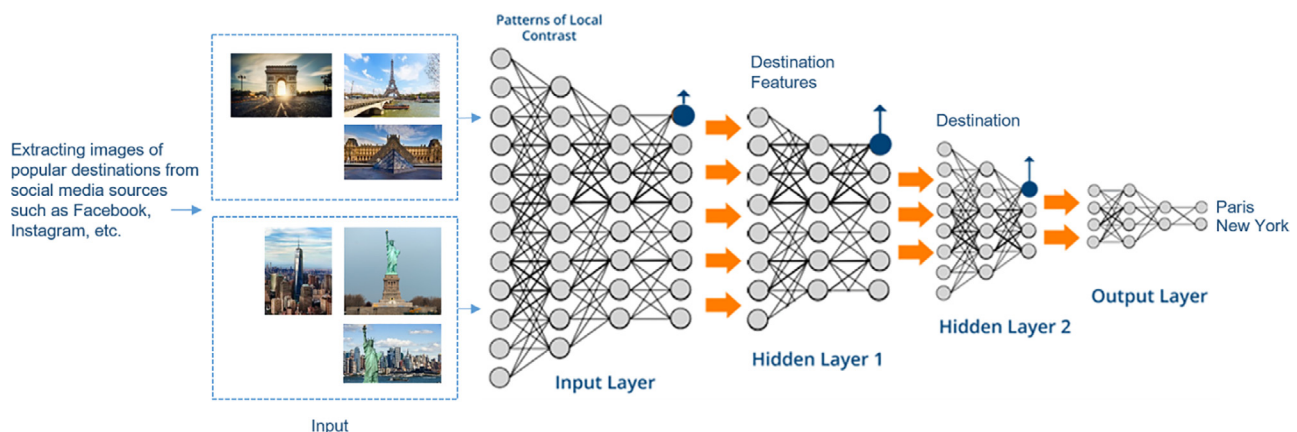 Extracting images of
popular destinations from
social media sources
such as Facebook,
Instagram, etc.
Input
Patterns of Local
Contrast
Input Layer
Destination
Features
Hidden Layer 1
Destination
Hidden Layer 2
Output Layer
Paris
New York